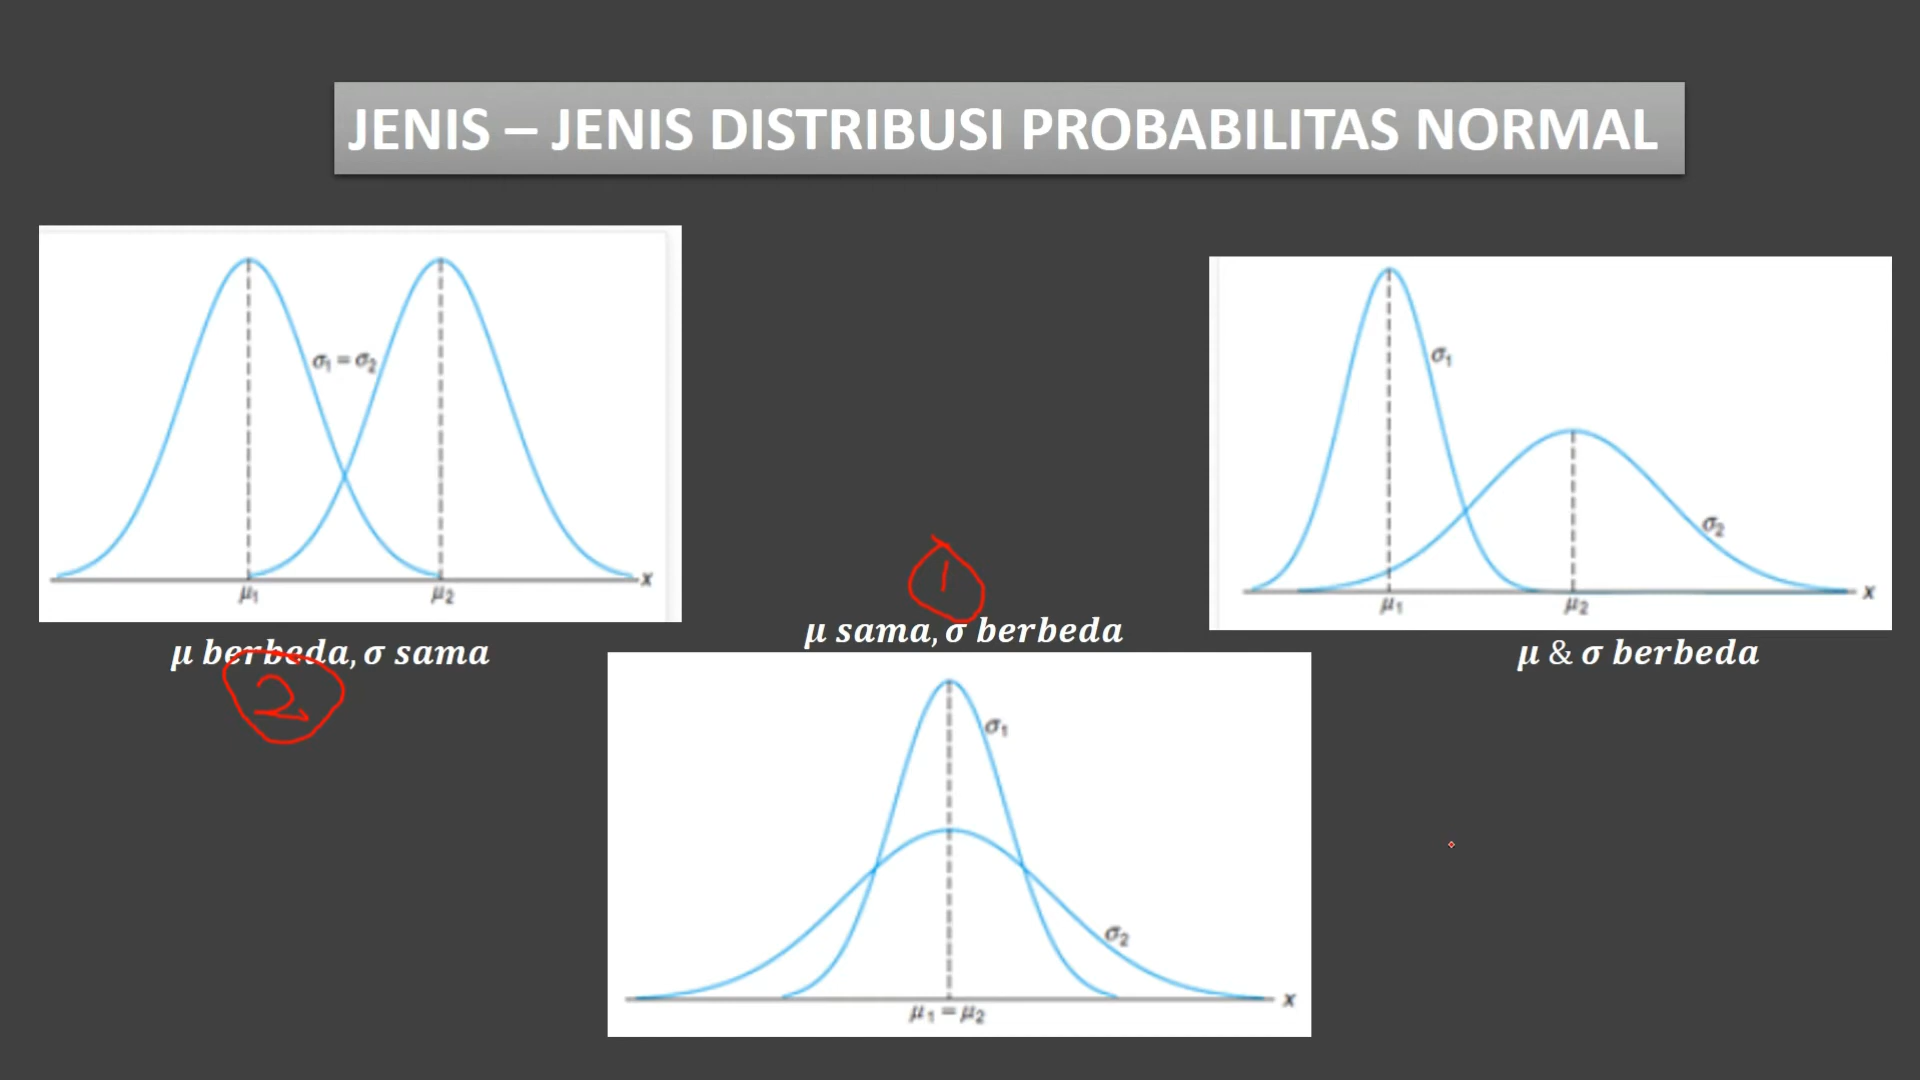 JENIS – JENIS DISTRIBUSI PROBABILITAS NORMAL
σ₁ = σ₂
x
μ₁
μ₂
μ berbeda, σ sama
2
1
μ sama, σ berbeda
σ₁
σ₂
x
μ₁ = μ₂
σ₁
σ₂
x
μ₁
μ₂
μ & σ berbeda